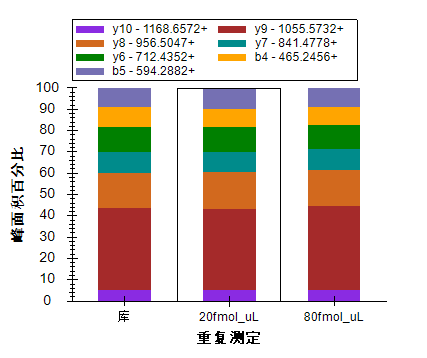 y10 - 1168.6572+ y9 - 1055.5732+
y8 - 956.5047+ y7 - 841.4778+
y6 - 712.4352+ b4 - 465.2456+
b5 - 594.2882+
100
90
80
70
60
50
40
30
20
10
0
峰面积百分比
库 20fmol_uL 80fmol_uL
重复测定